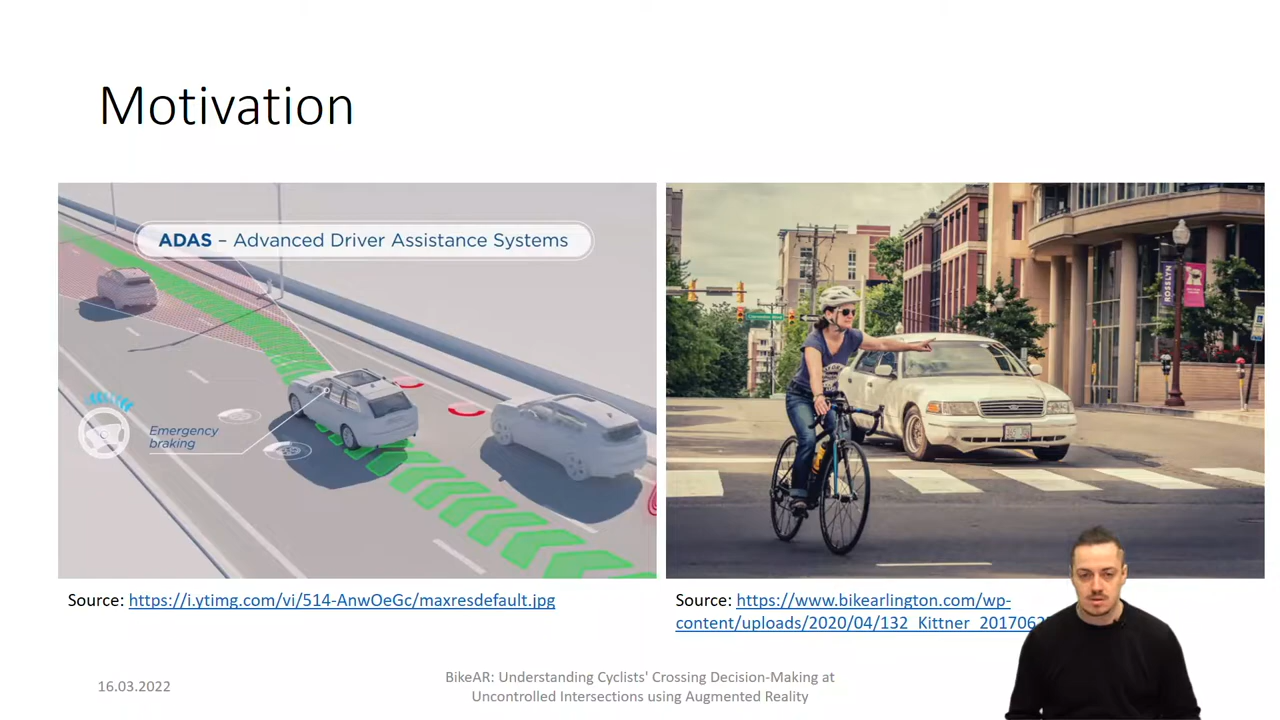 Motivation
ADAS – Advanced Driver Assistance Systems
Emergency
braking
ROSSLYN
Source: https://i.ytimg.com/vi/514-AnwOeGc/maxresdefault.jpg
Source: https://www.bikearlington.com/wp-
content/uploads/2020/04/132_Kittner_201706
16.03.2022
BikeAR: Understanding Cyclists' Crossing Decision-Making at
Uncontrolled Intersections using Augmented Reality